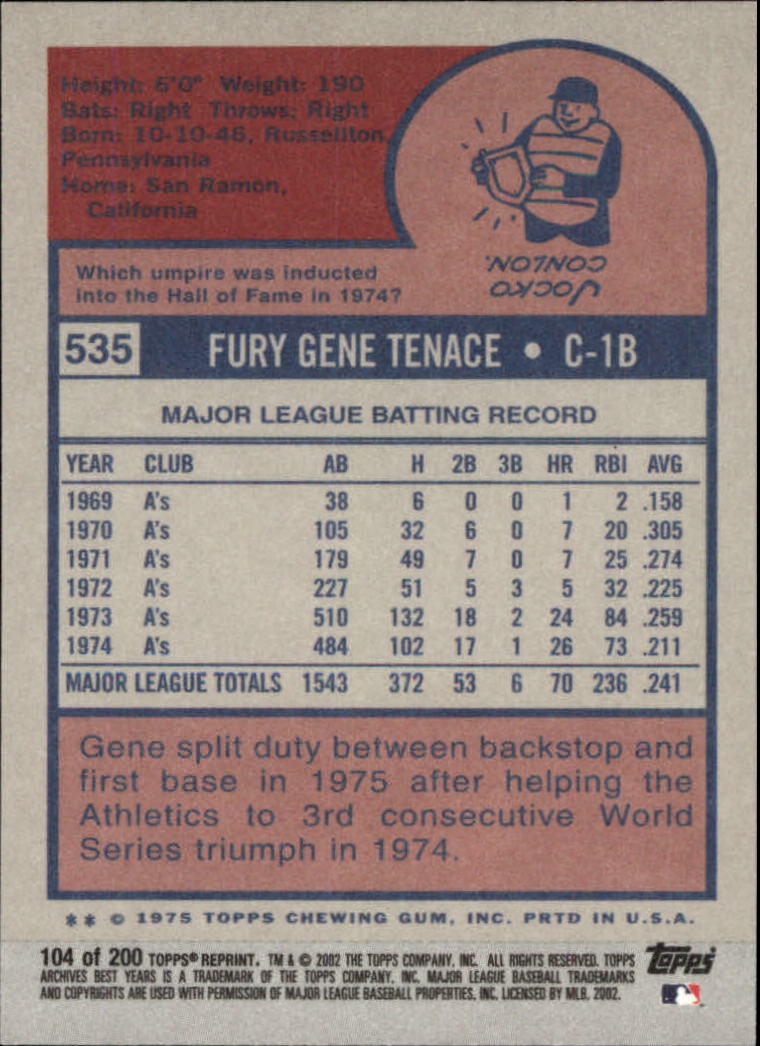 Height: 6'0" Weight: 190
Bats: Right Throws: Right
Born: 10-10-46, Russellton,
Pennsylvania
Home: San Ramon,
California
Which umpire was inducted
into the Hall of Fame in 1974?
JOCKO
CONLON.
535 FURY GENE TENACE • C-1B
MAJOR LEAGUE BATTING RECORD
YEAR CLUB AB H 2B 3B HR RBI AVG
1969 A's 38 6 0 0 1 2 .158
1970 A's 105 32 6 0 7 20 .305
1971 A's 179 49 7 0 7 25 .274
1972 A's 227 51 5 3 5 32 .225
1973 A's 510 132 18 2 24 84 .259
1974 A's 484 102 17 1 26 73 .211
MAJOR LEAGUE TOTALS 1543 372 53 6 70 236 .241
Gene split duty between backstop and
first base in 1975 after helping the
Athletics to 3rd consecutive World
Series triumph in 1974.
** © 1975 TOPPS CHEWING GUM, INC. PRTD IN U.S.A.
104 of 200 TOPPS® REPRINT. TM & © 2002 THE TOPPS COMPANY, INC. ALL RIGHTS RESERVED. TOPPS
ARCHIVES BEST YEARS IS A TRADEMARK OF THE TOPPS COMPANY, INC. MAJOR LEAGUE BASEBALL TRADEMARKS
AND COPYRIGHTS ARE USED WITH PERMISSION OF MAJOR LEAGUE BASEBALL PROPERTIES, INC. LICENSED BY MLB, 2002.
Topps